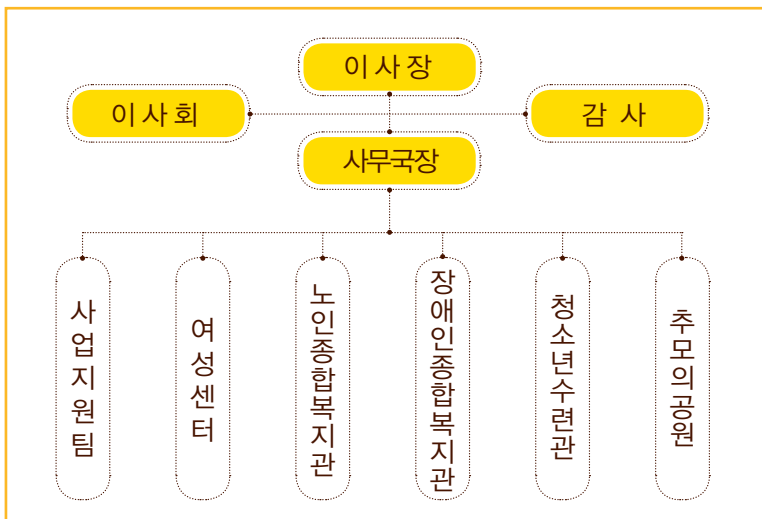 이사장
이사회
감사
사무국장
사업지원팀
여성센터
노인종합복지관
장애인종합복지관
청소년수련관
추모의공원